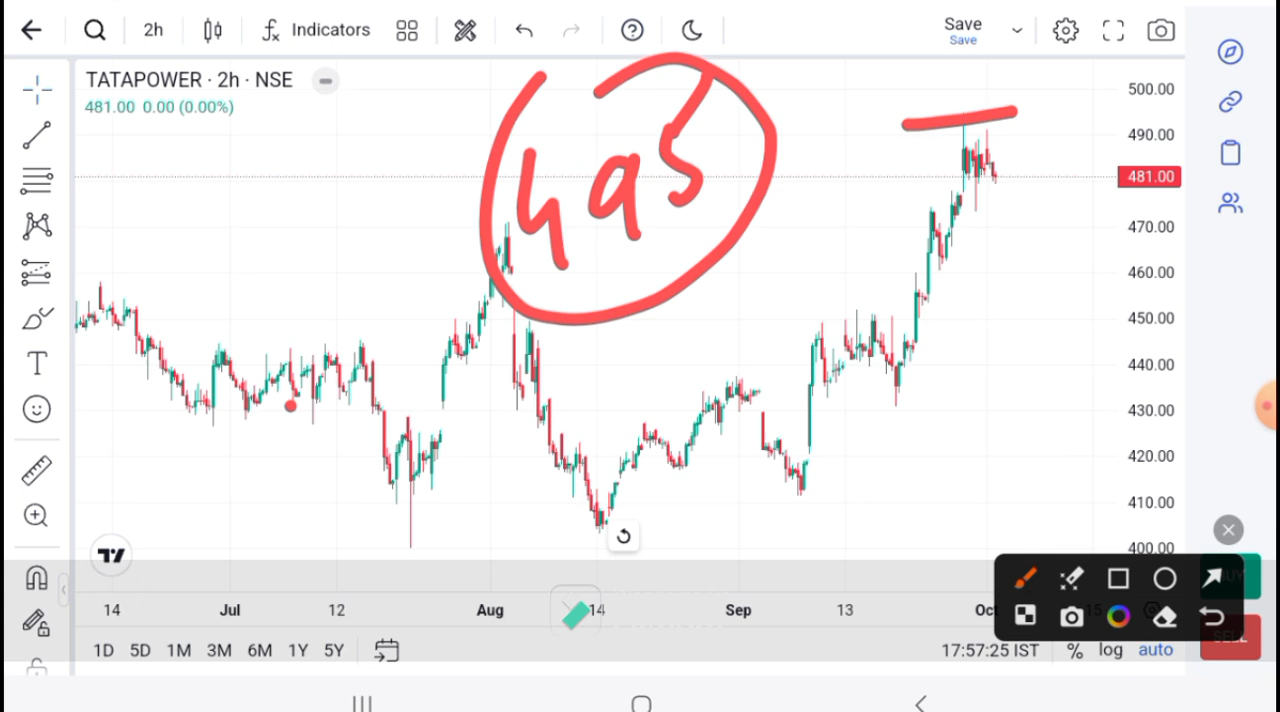 2h
Indicators
Save
Save
TATAPOWER · 2h · NSE
481.00 0.00 (0.00%)
495
500.00
490.00
481.00
470.00
460.00
450.00
440.00
430.00
420.00
410.00
400.00
14 Jul 12 Aug 14 Sep 13 Oct 15
1D 5D 1M 3M 6M 1Y 5Y
17:57:25 IST % log auto
SELL